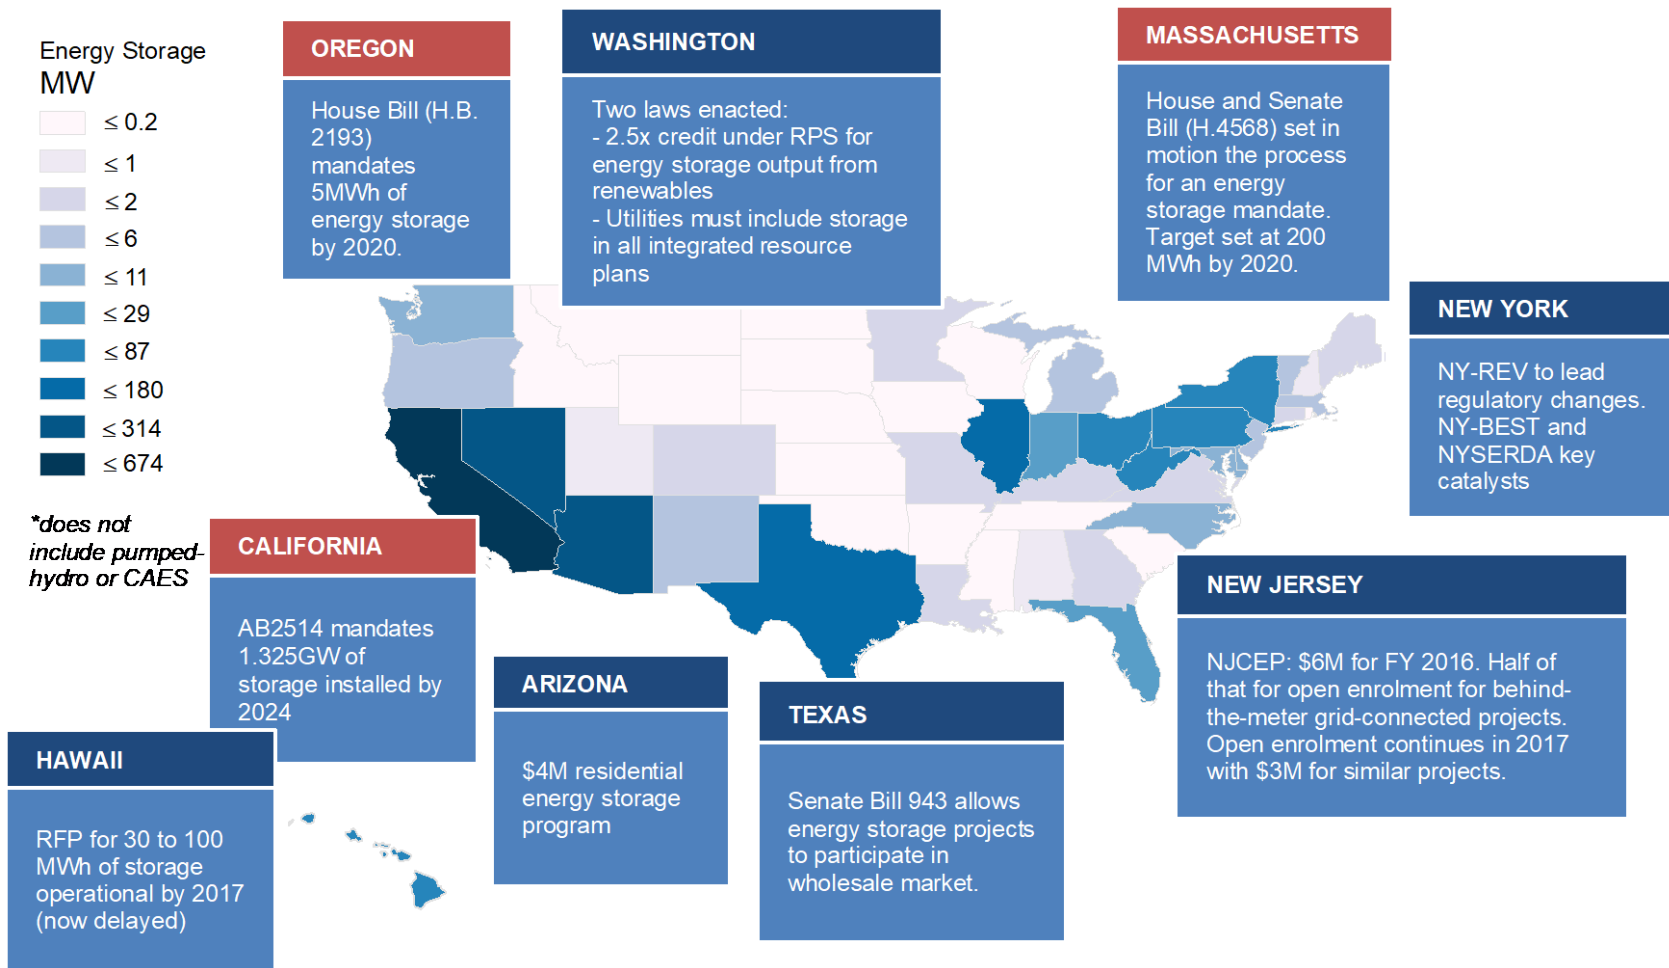 Energy Storage
MW
≤ 0.2
≤ 1
≤ 2
≤ 6
≤ 11
≤ 29
≤ 87
≤ 180
≤ 314
≤ 674
*does not
include pumped-
hydro or CAES
OREGON
House Bill (H.B.
2193)
mandates
5MWh of
energy storage
by 2020.
WASHINGTON
Two laws enacted:
- 2.5x credit under RPS for
energy storage output from
renewables
- Utilities must include storage
in all integrated resource
plans
MASSACHUSETTS
House and Senate
Bill (H.4568) set in
motion the process
for an energy
storage mandate.
Target set at 200
MWh by 2020.
NEW YORK
NY-REV to lead
regulatory changes.
NY-BEST and
NYSERDA key
catalysts
CALIFORNIA
AB2514 mandates
1.325GW of
storage installed by
2024
NEW JERSEY
NJCEP: $6M for FY 2016. Half of
that for open enrolment for behind-
the-meter grid-connected projects.
Open enrolment continues in 2017
with $3M for similar projects.
ARIZONA
$4M residential
energy storage
program
TEXAS
Senate Bill 943 allows
energy storage projects
to participate in
wholesale market.
HAWAII
RFP for 30 to 100
MWh of storage
operational by 2017
(now delayed)